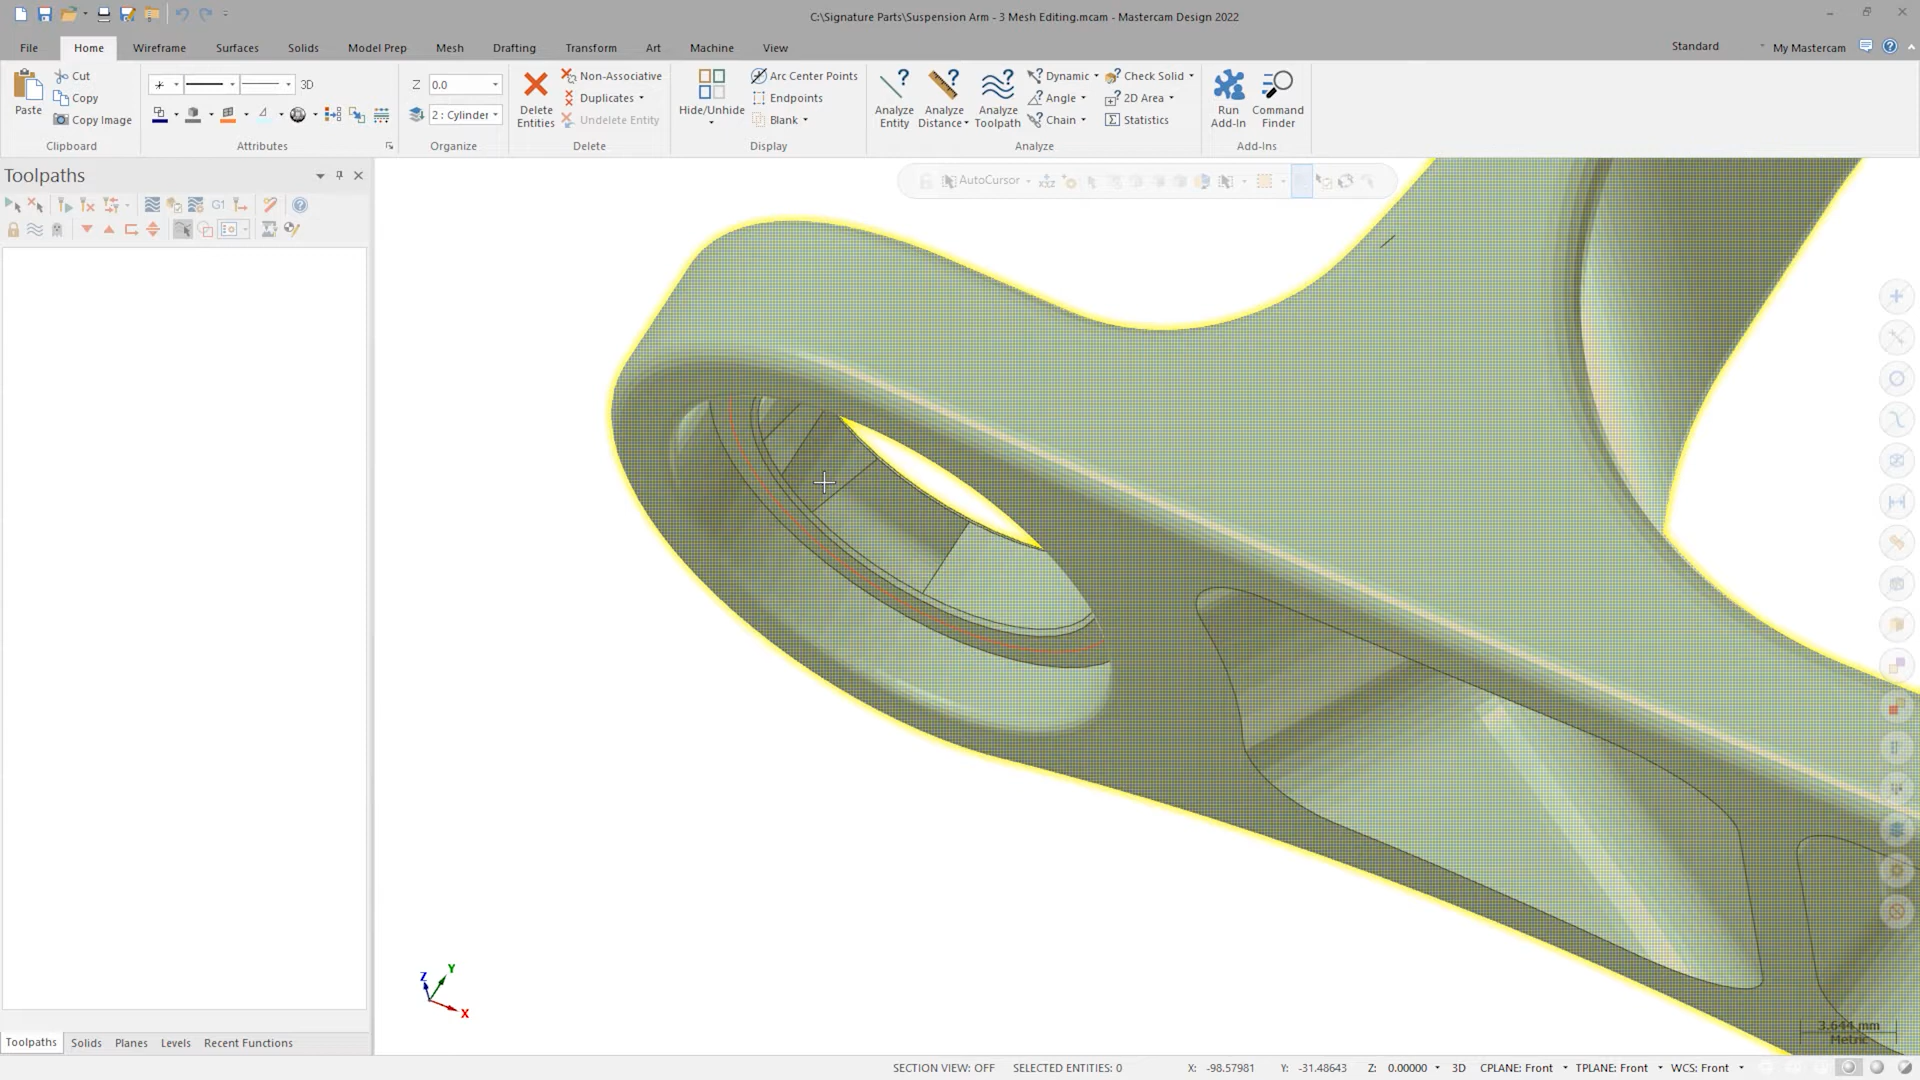 C:\Signature Parts\Suspension Arm - 3 Mesh Editing.mcam - Mastercam Design 2022
File Home Wireframe Surfaces Solids Model Prep Mesh Drafting Transform Art Machine View Standard My Mastercam
Paste
Cut
Copy
Copy Image
Clipboard
3D
Attributes
Z 0.0
2 : Cylinder
Organize
Delete Entities
Non-Associative
Duplicates
Undelete Entity
Delete
Hide/Unhide
Arc Center Points
Endpoints
Blank
Display
Analyze Entity
Analyze Distance
Analyze Toolpath
Dynamic
Angle
Chain
Check Solid
2D Area
Statistics
Analyze
Run Add-In
Command Finder
Add-Ins
Toolpaths
G1
AutoCursor
xyz
Z
Y
X
3.644 mm
Metric
Toolpaths Solids Planes Levels Recent Functions
SECTION VIEW: OFF SELECTED ENTITIES: 0 X: -98.57981 Y: -31.48643 Z: 0.00000 3D CPLANE: Front TPLANE: Front WCS: Front